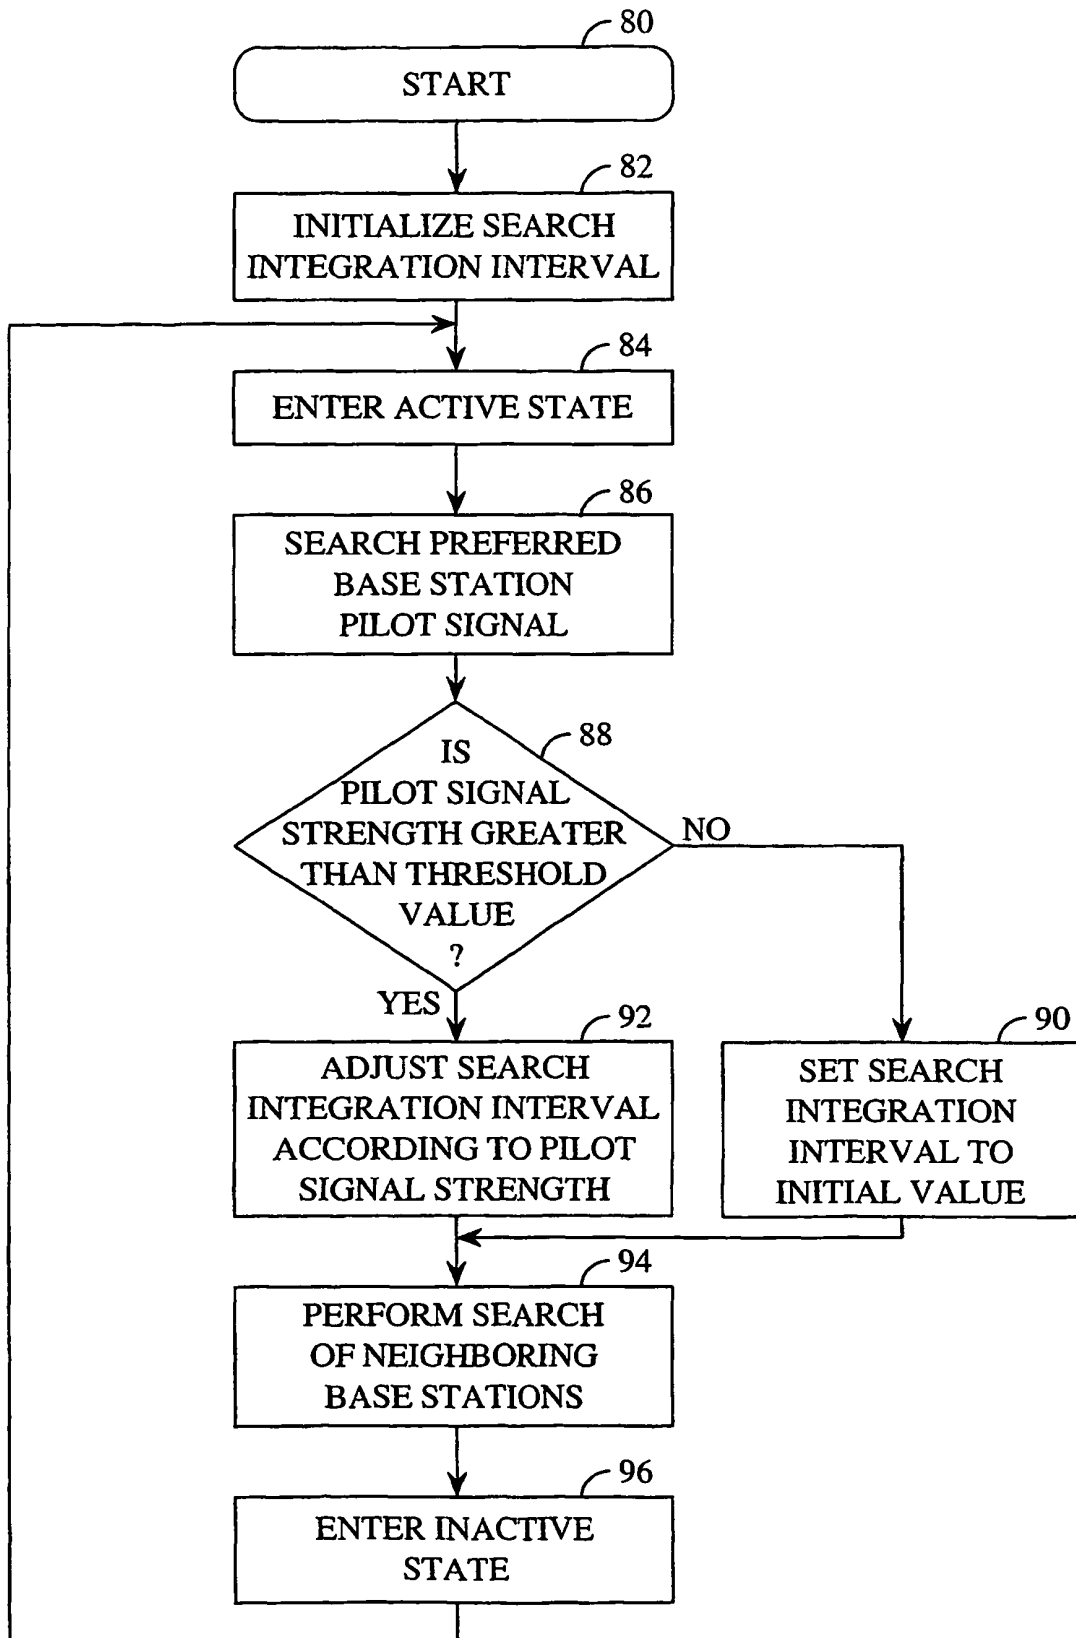 80
START
82
INITIALIZE SEARCH
INTEGRATION INTERVAL
84
ENTER ACTIVE STATE
86
SEARCH PREFERRED
BASE STATION
PILOT SIGNAL
88
IS
PILOT SIGNAL
STRENGTH GREATER
THAN THRESHOLD
VALUE
?
NO
YES
92
ADJUST SEARCH
INTEGRATION INTERVAL
ACCORDING TO PILOT
SIGNAL STRENGTH
90
SET SEARCH
INTEGRATION
INTERVAL TO
INITIAL VALUE
94
PERFORM SEARCH
OF NEIGHBORING
BASE STATIONS
96
ENTER INACTIVE
STATE